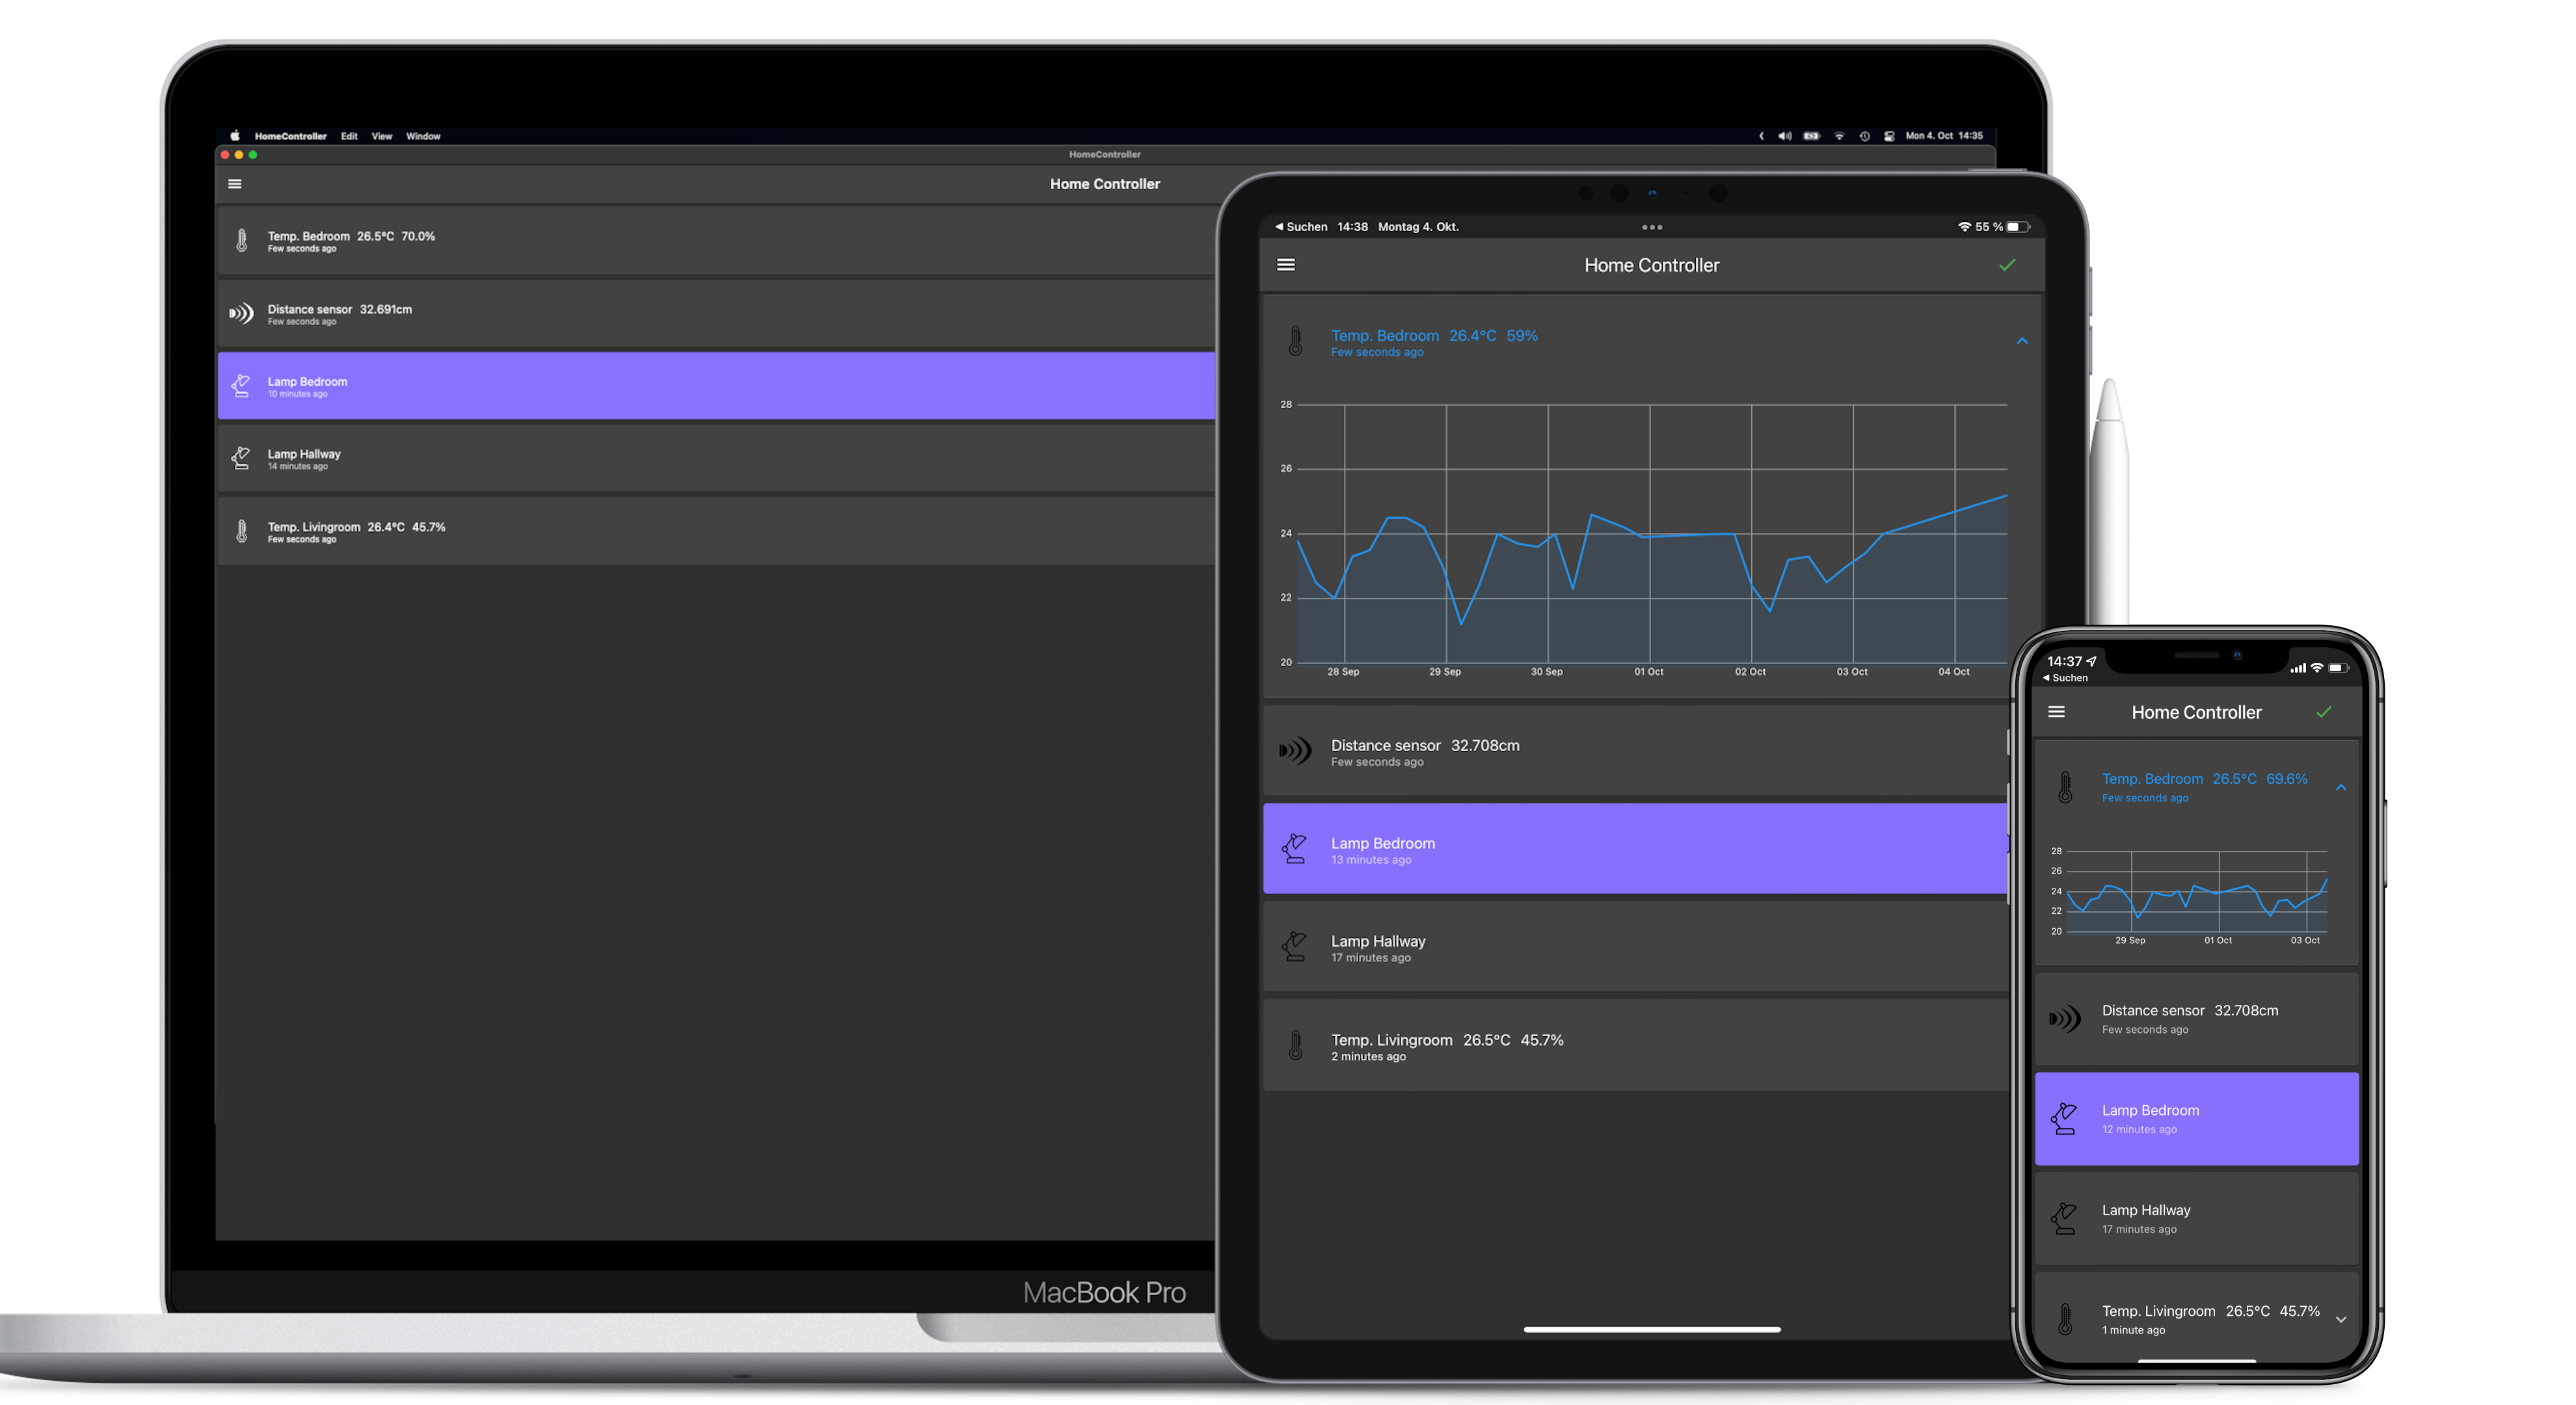 HomeController Edit View Window
Mon 4. Oct 14:35
HomeController
Home Controller
Temp. Bedroom 26.5°C 70.0%
Few seconds ago
Distance sensor 32.691cm
Few seconds ago
Lamp Bedroom
10 minutes ago
Lamp Hallway
14 minutes ago
Temp. Livingroom 26.4°C 45.7%
Few seconds ago
MacBook Pro
Suchen 14:38 Montag 4. Okt.
55 %
Home Controller
Temp. Bedroom 26.4°C 59%
Few seconds ago
28
26
24
22
20
28 Sep 29 Sep 30 Sep 01 Oct 02 Oct 03 Oct 04 Oct
Distance sensor 32.708cm
Few seconds ago
Lamp Bedroom
13 minutes ago
Lamp Hallway
17 minutes ago
Temp. Livingroom 26.5°C 45.7%
2 minutes ago
14:37
Suchen
Home Controller
Temp. Bedroom 26.5°C 69.6%
Few seconds ago
28
26
24
22
20
29 Sep 01 Oct 03 Oct
Distance sensor 32.708cm
Few seconds ago
Lamp Bedroom
12 minutes ago
Lamp Hallway
17 minutes ago
Temp. Livingroom 26.5°C 45.7%
1 minute ago